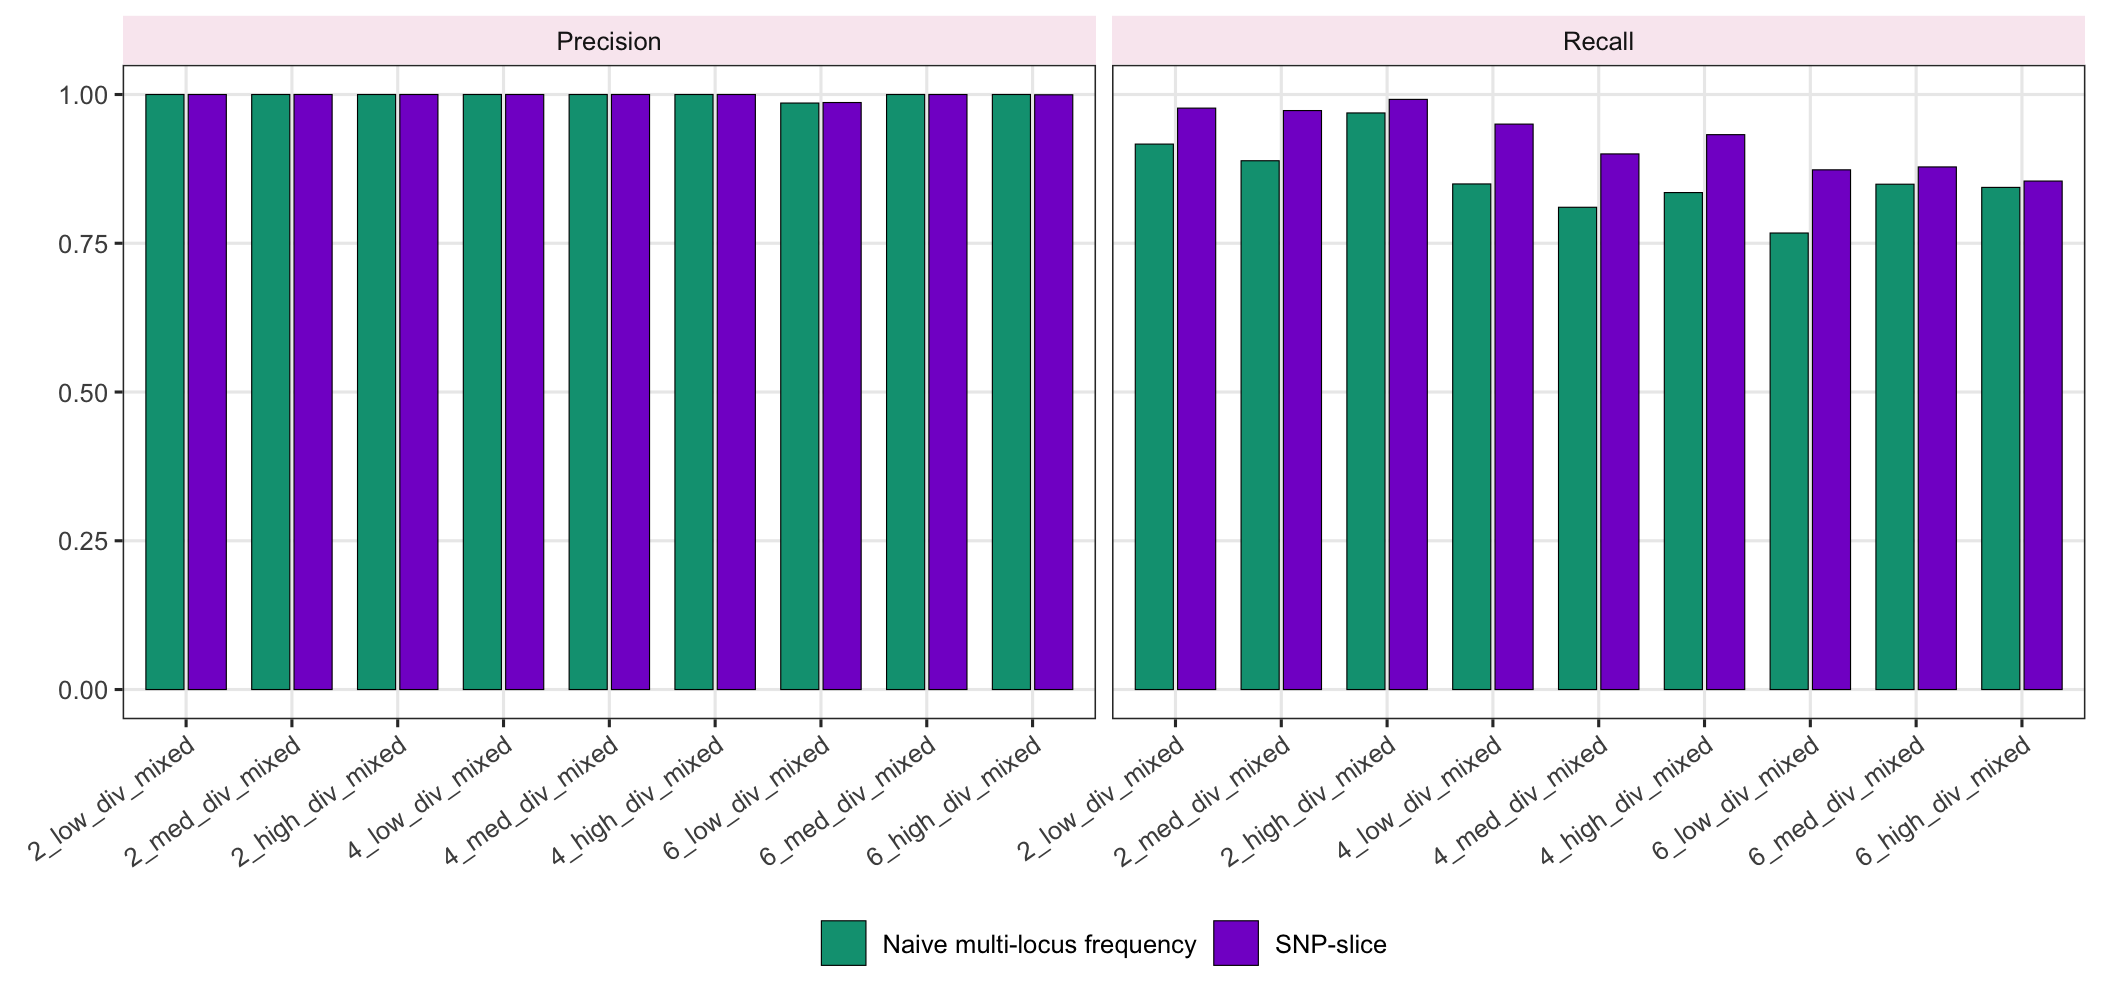 Precision
Recall
1.00
0.75
0.50
0.25
0.00
2_low_div_mixed
2_med_div_mixed
2_high_div_mixed
4_low_div_mixed
4_med_div_mixed
4_high_div_mixed
6_low_div_mixed
6_med_div_mixed
6_high_div_mixed
2_low_div_mixed
2_med_div_mixed
2_high_div_mixed
4_low_div_mixed
4_med_div_mixed
4_high_div_mixed
6_low_div_mixed
6_med_div_mixed
6_high_div_mixed
Naive multi-locus frequency
SNP-slice